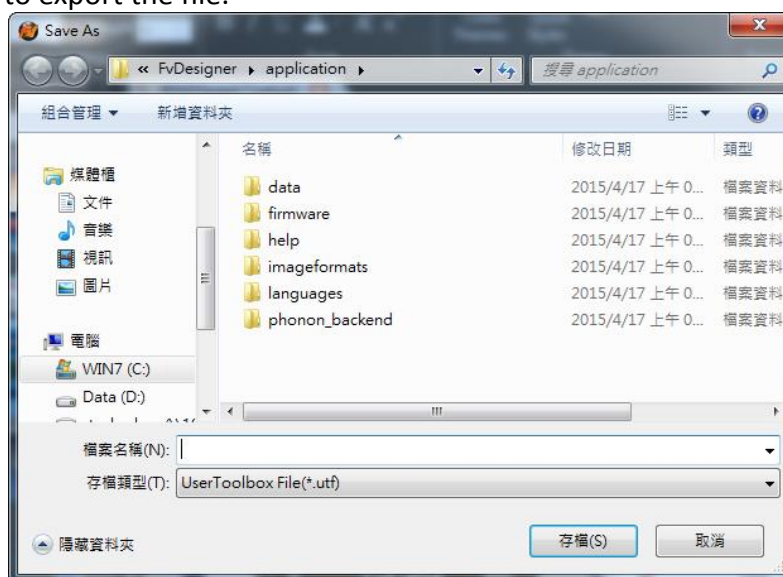 to export the file.
Save As
« FvDesigner ▸ application ▸
搜尋 application
組合管理 ▼ 新增資料夾
名稱 修改日期 類型
媒體櫃
文件
音樂
視訊
圖片
電腦
WIN7 (C:)
Data (D:)
data 2015/4/17 上午 0... 檔案資料
firmware 2015/4/17 上午 0... 檔案資料
help 2015/4/17 上午 0... 檔案資料
imageformats 2015/4/17 上午 0... 檔案資料
languages 2015/4/17 上午 0... 檔案資料
phonon_backend 2015/4/17 上午 0... 檔案資料
檔案名稱(N):
存檔類型(T): UserToolbox File(*.utf)
隱藏資料夾
存檔(S) 取消